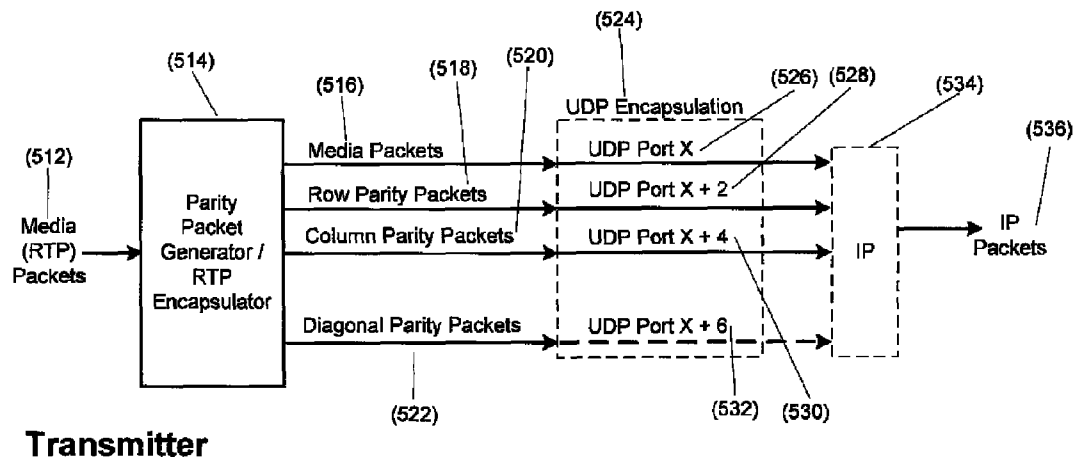 (524)
(520)
(514)
(518)
(526)
(528)
(516)
UDP Encapsulation
(534)
(536)
(512)
Media Packets
UDP Port X
Row Parity Packets
UDP Port X + 2
Media
(RTP)
Packets
Parity
Packet
Generator /
RTP
Encapsulator
Column Parity Packets
UDP Port X + 4
IP
IP
Packets
Diagonal Parity Packets
UDP Port X + 6
(522)
(532)
(530)
Transmitter